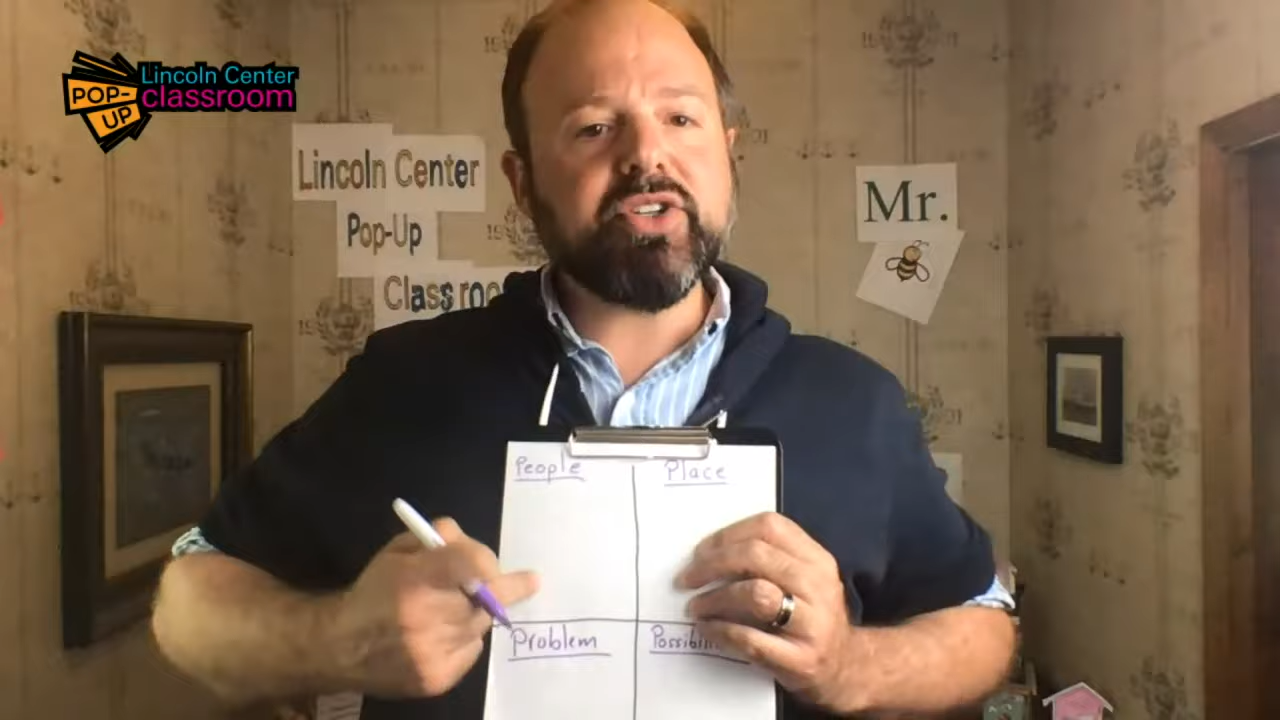 Lincoln Center
POP-
UP
classroom
Lincoln Center
Pop-Up
Mr.
People
Place
Problem